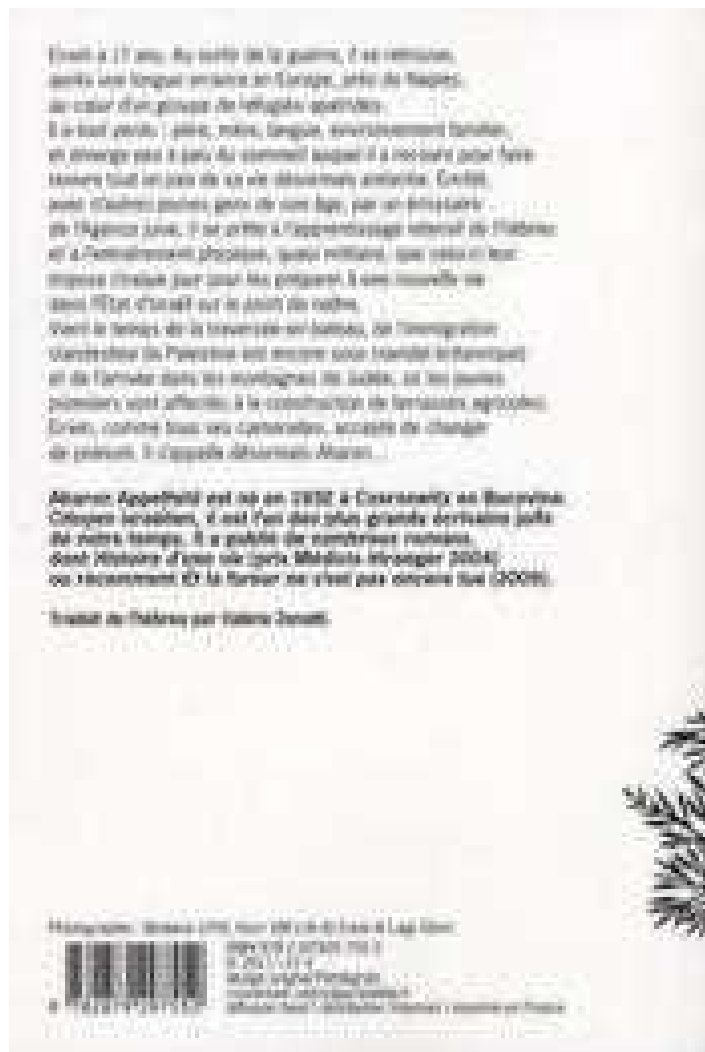 Erwin a 17 ans. Au sortir de la guerre, il se retrouve,
après une longue errance en Europe, près de Naples,
au cœur d'un groupe de réfugiés apatrides.
Il a tout perdu : père, mère, langue, environnement familier,
et émerge peu à peu du sommeil auquel il a recours pour faire
revivre tout un pan de sa vie désormais anéantie. Enrôlé,
avec d'autres jeunes gens de son âge, par un émissaire
de l'Agence juive, il se prête à l'apprentissage intensif de l'hébreu
et à l'entraînement physique, quasi militaire, que celui-ci leur
impose chaque jour pour les préparer à une nouvelle vie
dans l'État d'Israël sur le point de naître.
Vient le temps de la traversée en bateau, de l'immigration
clandestine (la Palestine est encore sous mandat britannique)
et de l'arrivée dans les montagnes de Judée, où les jeunes
pionniers sont affectés à la construction de terrasses agricoles.
Erwin, comme tous ses camarades, accepte de changer
de prénom. Il s'appelle désormais Aharon...
Aharon Appelfeld est né en 1932 à Czernowitz en Bucovine.
Citoyen israélien, il est l'un des plus grands écrivains juifs
de notre temps. Il a publié de nombreux romans,
dont Histoire d'une vie (prix Médicis étranger 2004)
ou récemment Et la fureur ne s'est pas encore tue (2009).
Traduit de l'hébreu par Valérie Zenatti